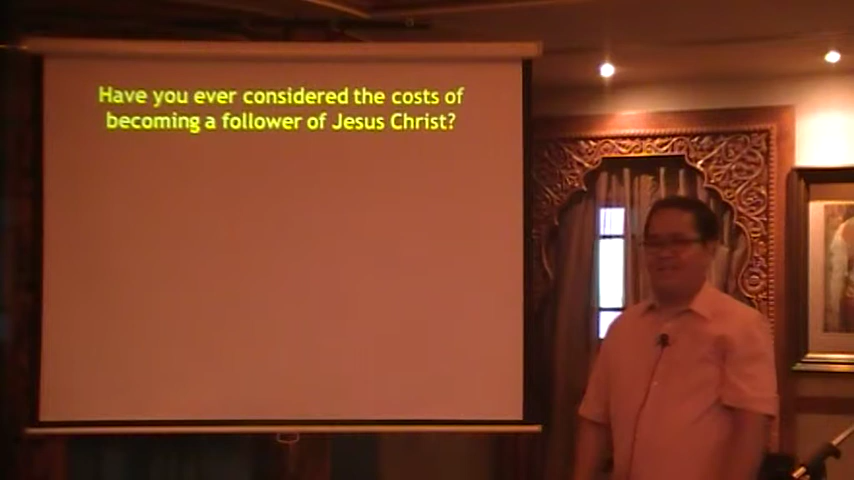 Have you ever considered the costs of
becoming a follower of Jesus Christ?